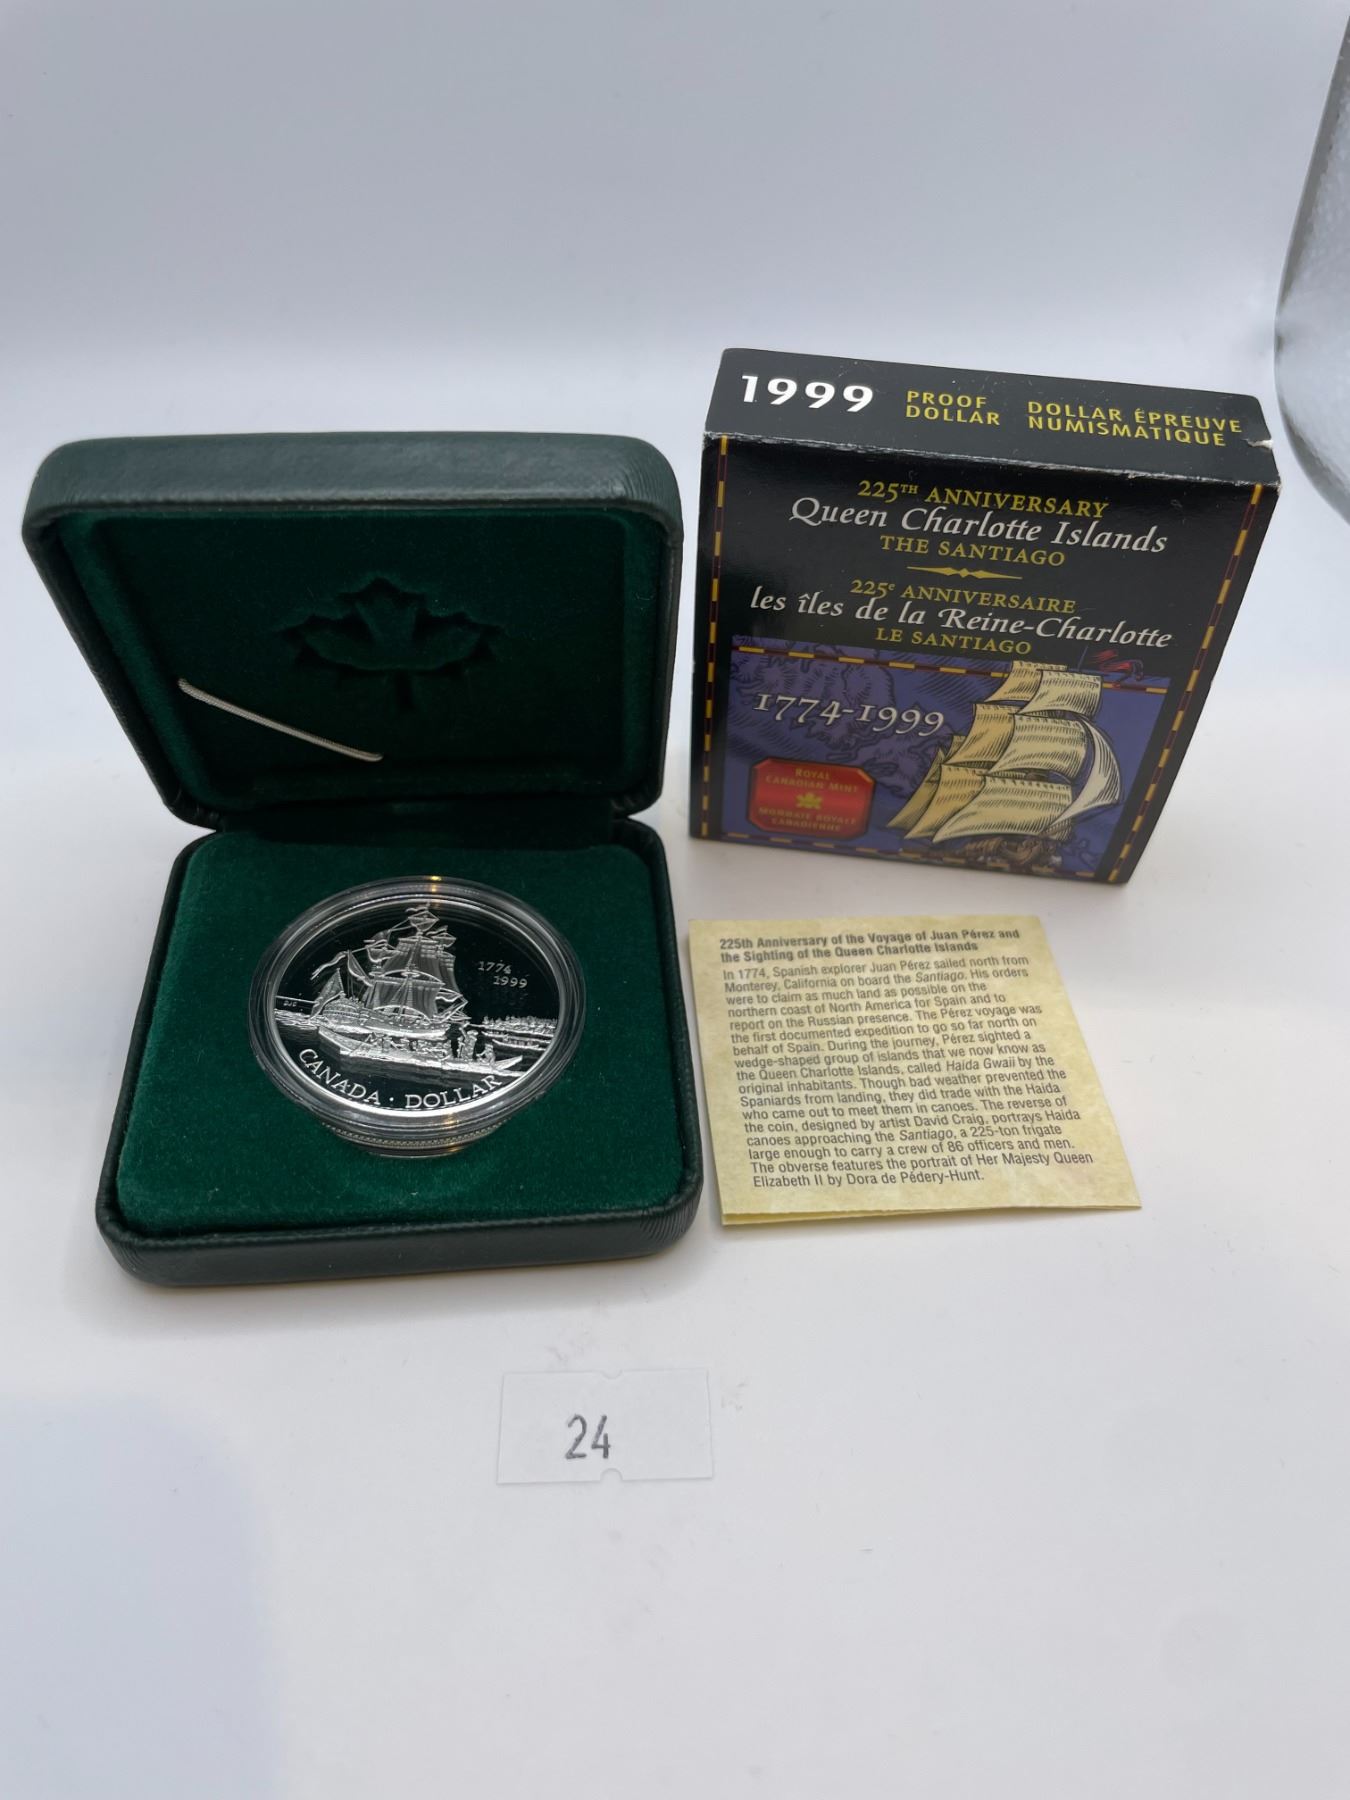 1999 PROOF DOLLAR DOLLAR ÉPREUVE NUMISMATIQUE
225TH ANNIVERSARY
Queen Charlotte Islands
THE SANTIAGO
225e ANNIVERSAIRE
les îles de la Reine-Charlotte
LE SANTIAGO
1774-1999
ROYAL
CANADIAN MINT
MONNAIE ROYALE
CANADIENNE
1774
1999
DJC
CANADA · DOLLAR
225th Anniversary of the Voyage of Juan Pérez and
the Sighting of the Queen Charlotte Islands
In 1774, Spanish explorer Juan Pérez sailed north from
Monterey, California on board the Santiago. His orders
were to claim as much land as possible on the
northern coast of North America for Spain and to
report on the Russian presence. The Pérez voyage was
the first documented expedition to go so far north on
behalf of Spain. During the journey, Pérez sighted a
wedge-shaped group of islands that we now know as
the Queen Charlotte Islands, called Haida Gwaii by the
original inhabitants. Though bad weather prevented the
Spaniards from landing, they did trade with the Haida
who came out to meet them in canoes. The reverse of
the coin, designed by artist David Craig, portrays Haida
canoes approaching the Santiago, a 225-ton frigate
large enough to carry a crew of 86 officers and men.
The obverse features the portrait of Her Majesty Queen
Elizabeth II by Dora de Pédery-Hunt.
24